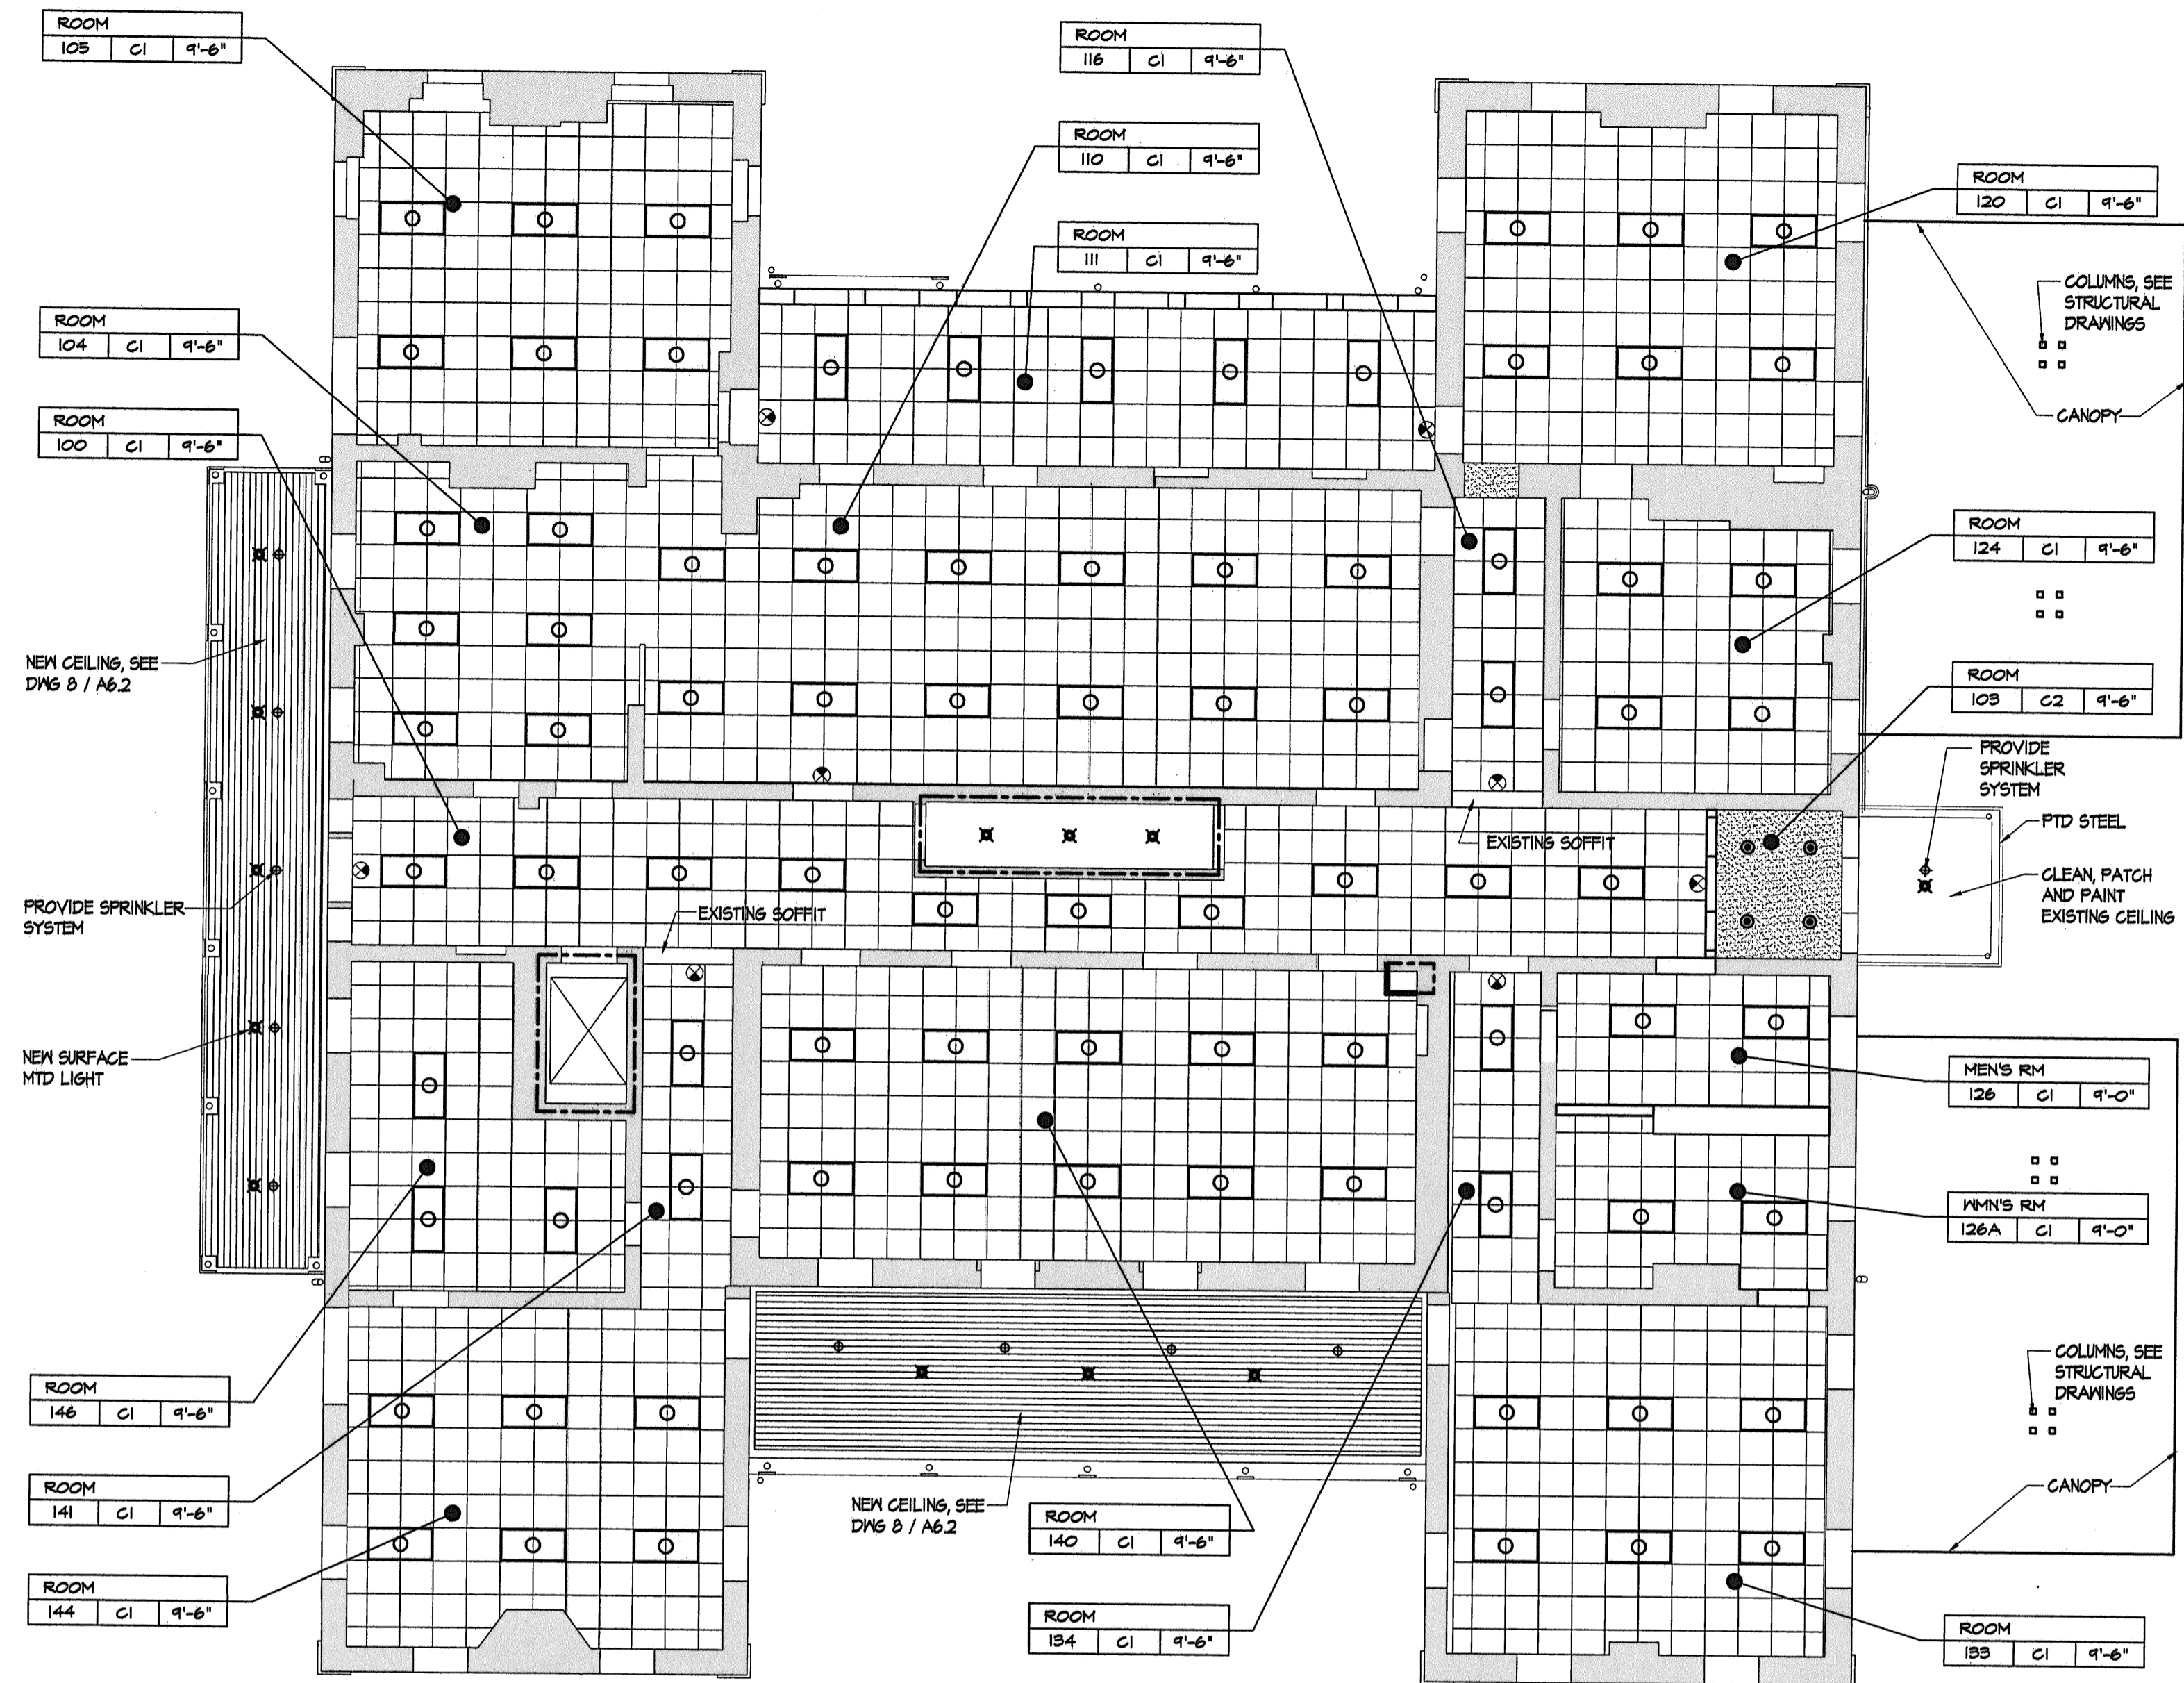 ROOM
105 C1 9'-6"
ROOM
116 C1 9'-6"
ROOM
110 C1 9'-6"
ROOM
111 C1 9'-6"
ROOM
120 C1 9'-6"
COLUMNS, SEE
STRUCTURAL
DRAWINGS
CANOPY
ROOM
104 C1 9'-6"
ROOM
100 C1 9'-6"
ROOM
124 C1 9'-6"
NEW CEILING, SEE
DWG 8 / A6.2
ROOM
103 C2 9'-6"
PROVIDE
SPRINKLER
SYSTEM
PTD STEEL
EXISTING SOFFIT
CLEAN, PATCH
AND PAINT
EXISTING CEILING
PROVIDE SPRINKLER
SYSTEM
EXISTING SOFFIT
NEW SURFACE
MTD LIGHT
MEN'S RM
126 C1 9'-0"
WMN'S RM
126A C1 9'-0"
COLUMNS, SEE
STRUCTURAL
DRAWINGS
ROOM
146 C1 9'-6"
ROOM
141 C1 9'-6"
CANOPY
NEW CEILING, SEE
DWG 8 / A6.2
ROOM
140 C1 9'-6"
ROOM
144 C1 9'-6"
ROOM
134 C1 9'-6"
ROOM
133 C1 9'-6"